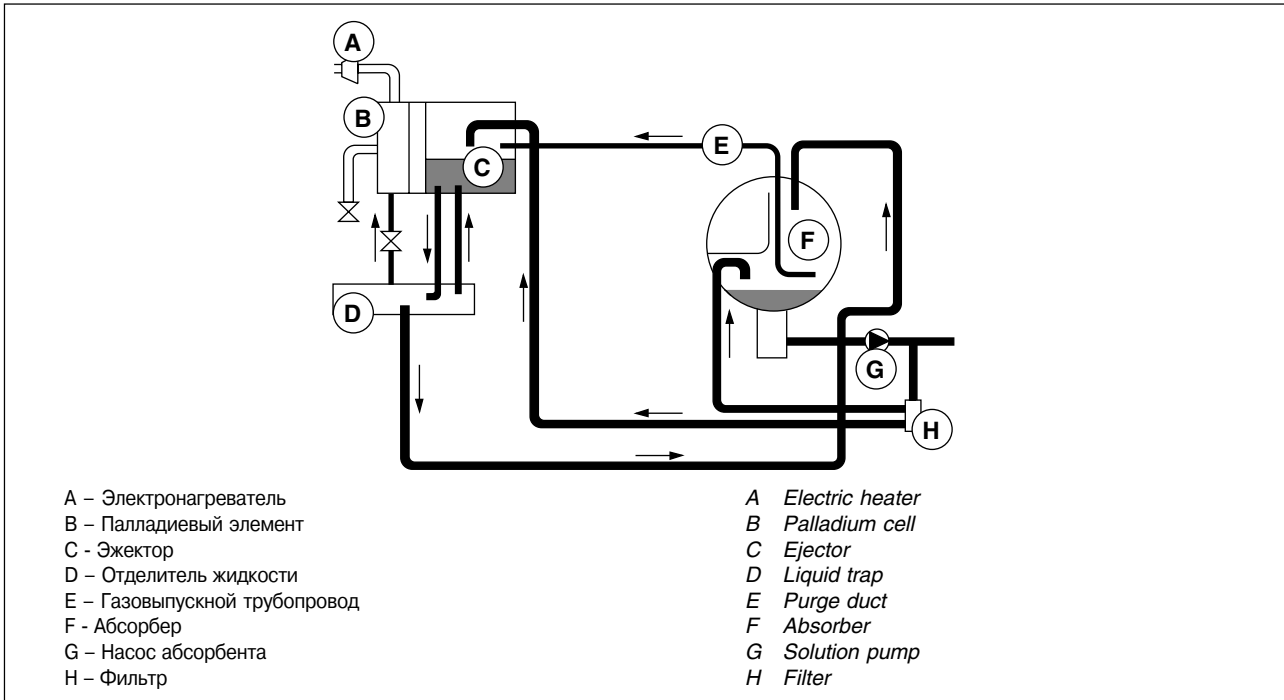 A
B
C
E
F
D
G
H
A – Электронагреватель
B – Палладиевый элемент
C - Эжектор
D – Отделитель жидкости
E – Газовыпускной трубопровод
F - Абсорбер
G – Насос абсорбента
H – Фильтр
A Electric heater
B Palladium cell
C Ejector
D Liquid trap
E Purge duct
F Absorber
G Solution pump
H Filter